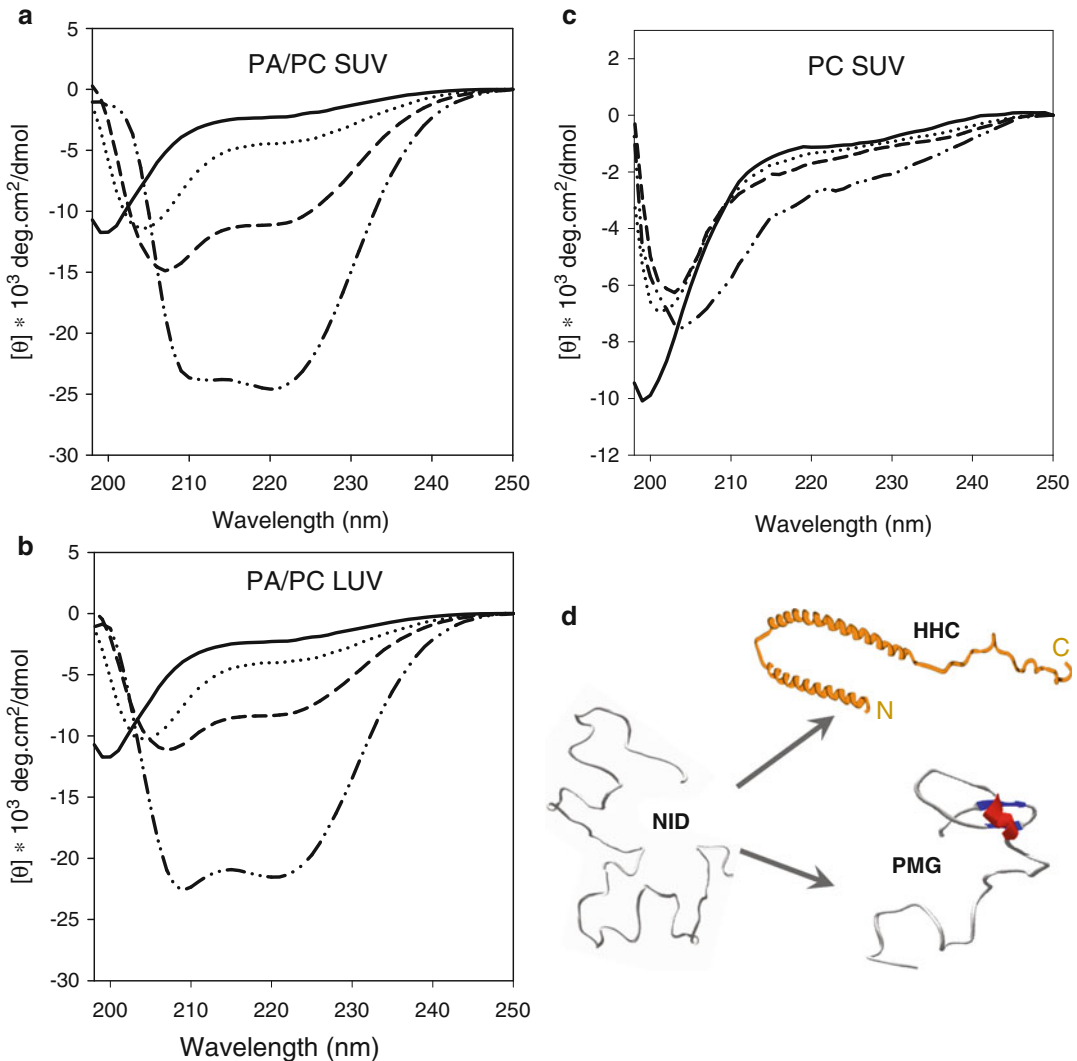 a
PA/PC SUV
5
0
-5
-10
-15
-20
-25
-30
[θ] * 10³ deg.cm²/dmol
200 210 220 230 240 250
Wavelength (nm)
b
PA/PC LUV
5
0
-5
-10
-15
-20
-25
-30
[θ] * 10³ deg.cm²/dmol
200 210 220 230 240 250
Wavelength (nm)
c
PC SUV
2
0
-2
-4
-6
-8
-10
-12
[θ] * 10³ deg.cm²/dmol
200 210 220 230 240 250
Wavelength (nm)
d
HHC
C
N
NID
PMG